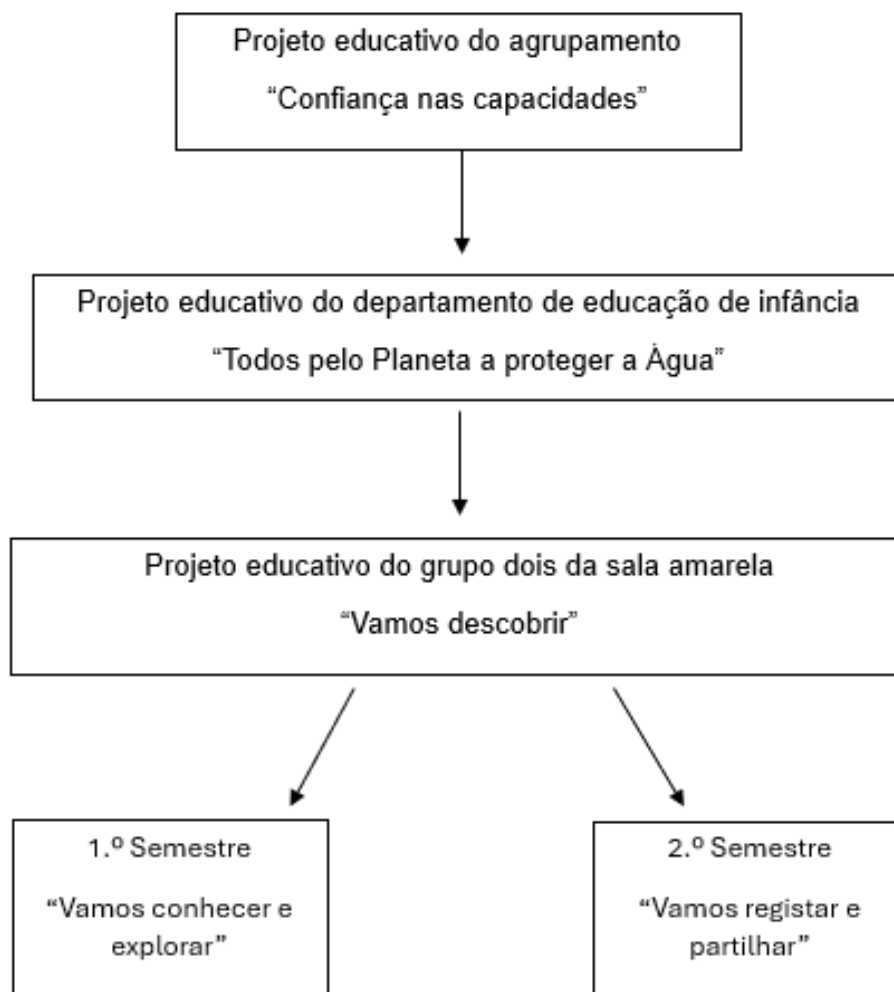 Projeto educativo do agrupamento
“Confiança nas capacidades”
Projeto educativo do departamento de educação de infância
“Todos pelo Planeta a proteger a Água”
Projeto educativo do grupo dois da sala amarela
“Vamos descobrir”
1.º Semestre
“Vamos conhecer e
explorar”
2.º Semestre
“Vamos registar e
partilhar”